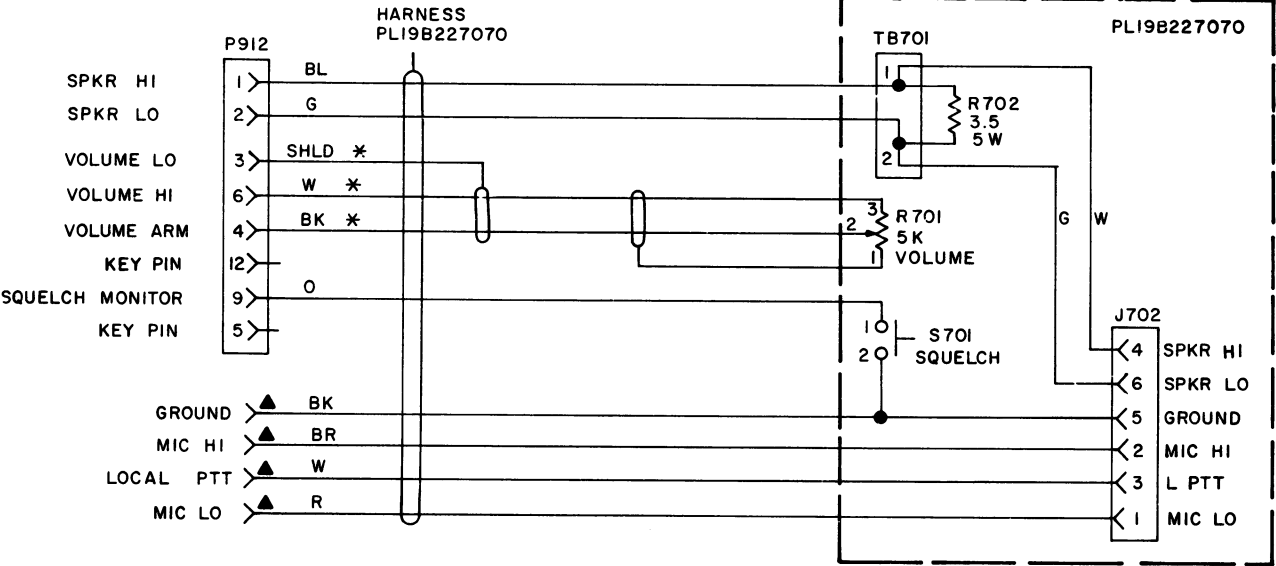 HARNESS
PL19B227070
PL19B227070
P912
TB701
SPKR HI 1 BL
1
SPKR LO 2 G
R702
3.5
5W
2
VOLUME LO 3 SHLD *
VOLUME HI 6 W *
VOLUME ARM 4 BK *
3
2
1
R701
5K
VOLUME
G W
KEY PIN 12
SQUELCH MONITOR 9 O
KEY PIN 5
1
2
S701
SQUELCH
J702
4 SPKR HI
6 SPKR LO
GROUND ▲ BK
5 GROUND
MIC HI ▲ BR
2 MIC HI
LOCAL PTT ▲ W
3 L PTT
MIC LO ▲ R
1 MIC LO